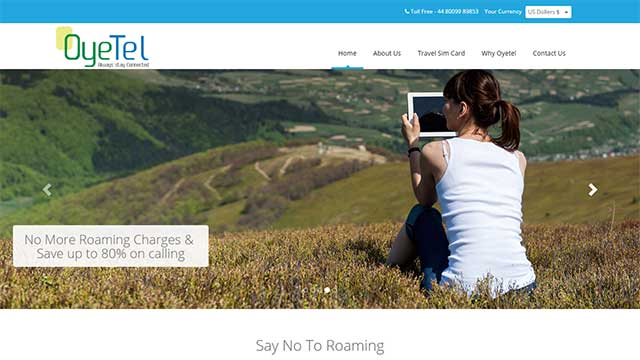 Toll Free - 44 80099 89853 Your Currency US Dollers $
OyeTel
Always stay Connected
Home About Us Travel Sim Card Why Oyetel Contact Us
No More Roaming Charges &
Save up to 80% on calling
Say No To Roaming